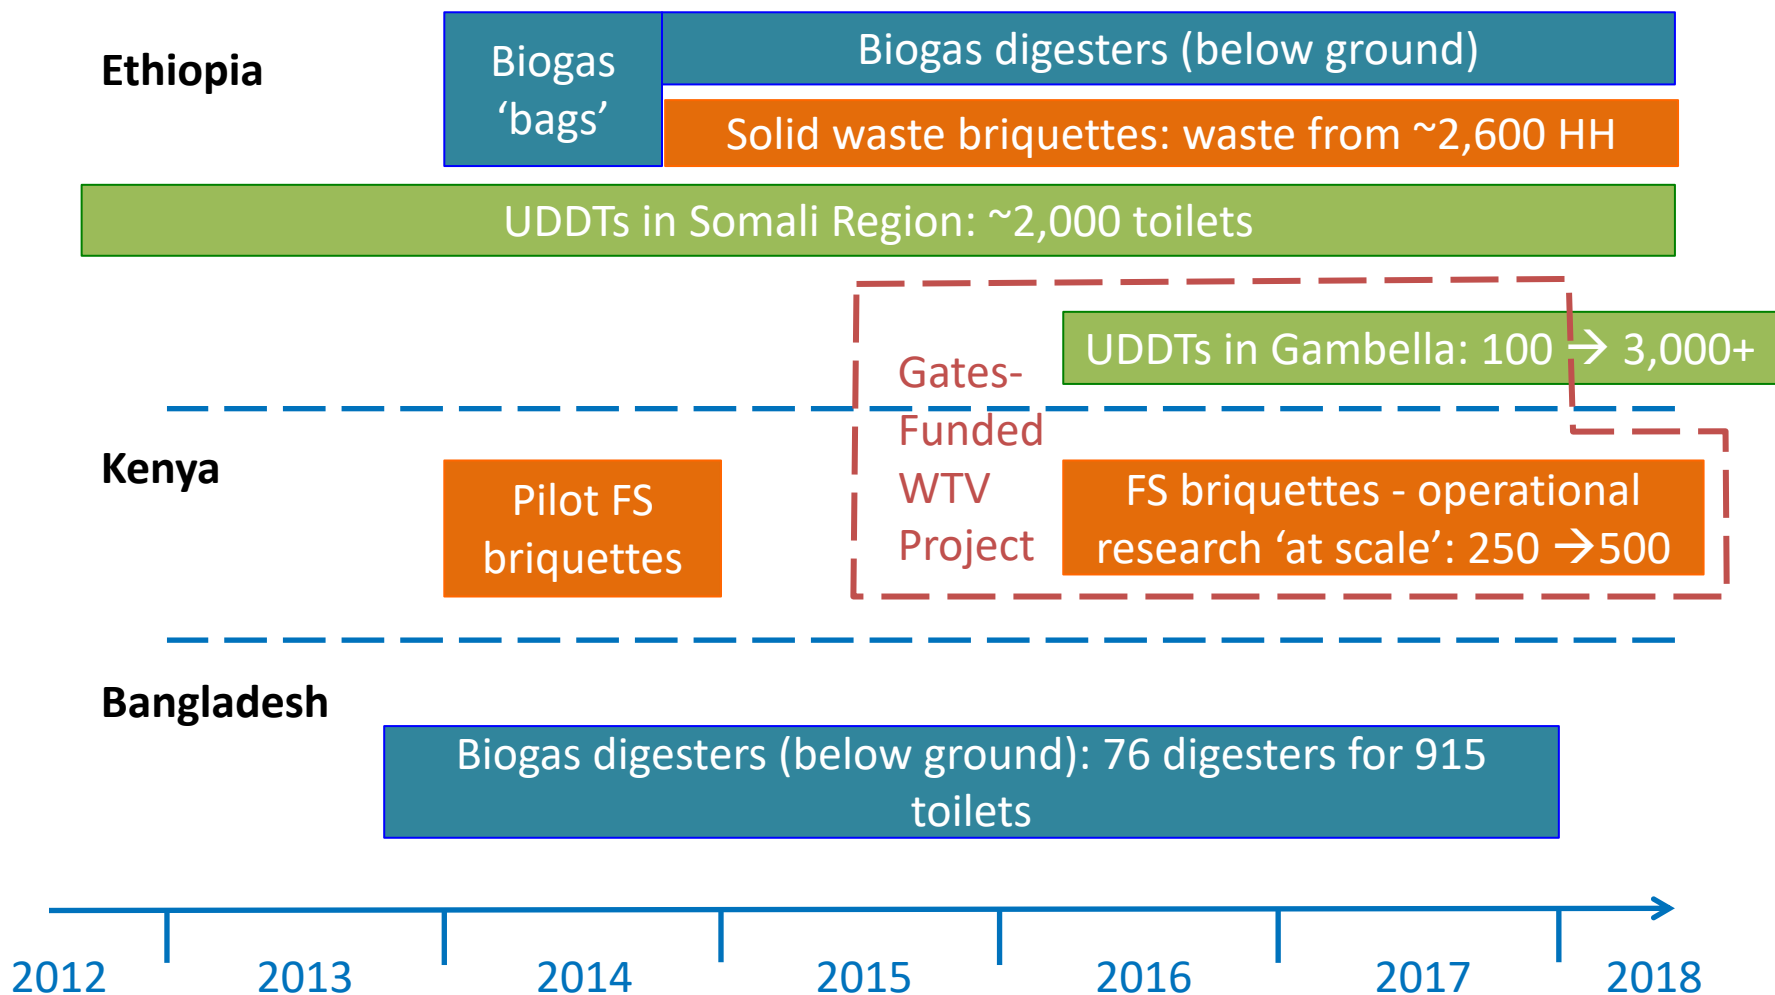 Ethiopia
Biogas
‘bags’
Biogas digesters (below ground)
Solid waste briquettes: waste from ~2,600 HH
UDDTs in Somali Region: ~2,000 toilets
UDDTs in Gambella: 100 → 3,000+
Gates-
Funded
WTV
Project
Kenya
Pilot FS
briquettes
FS briquettes - operational
research ‘at scale’: 250 →500
Bangladesh
Biogas digesters (below ground): 76 digesters for 915
toilets
2012 2013 2014 2015 2016 2017 2018